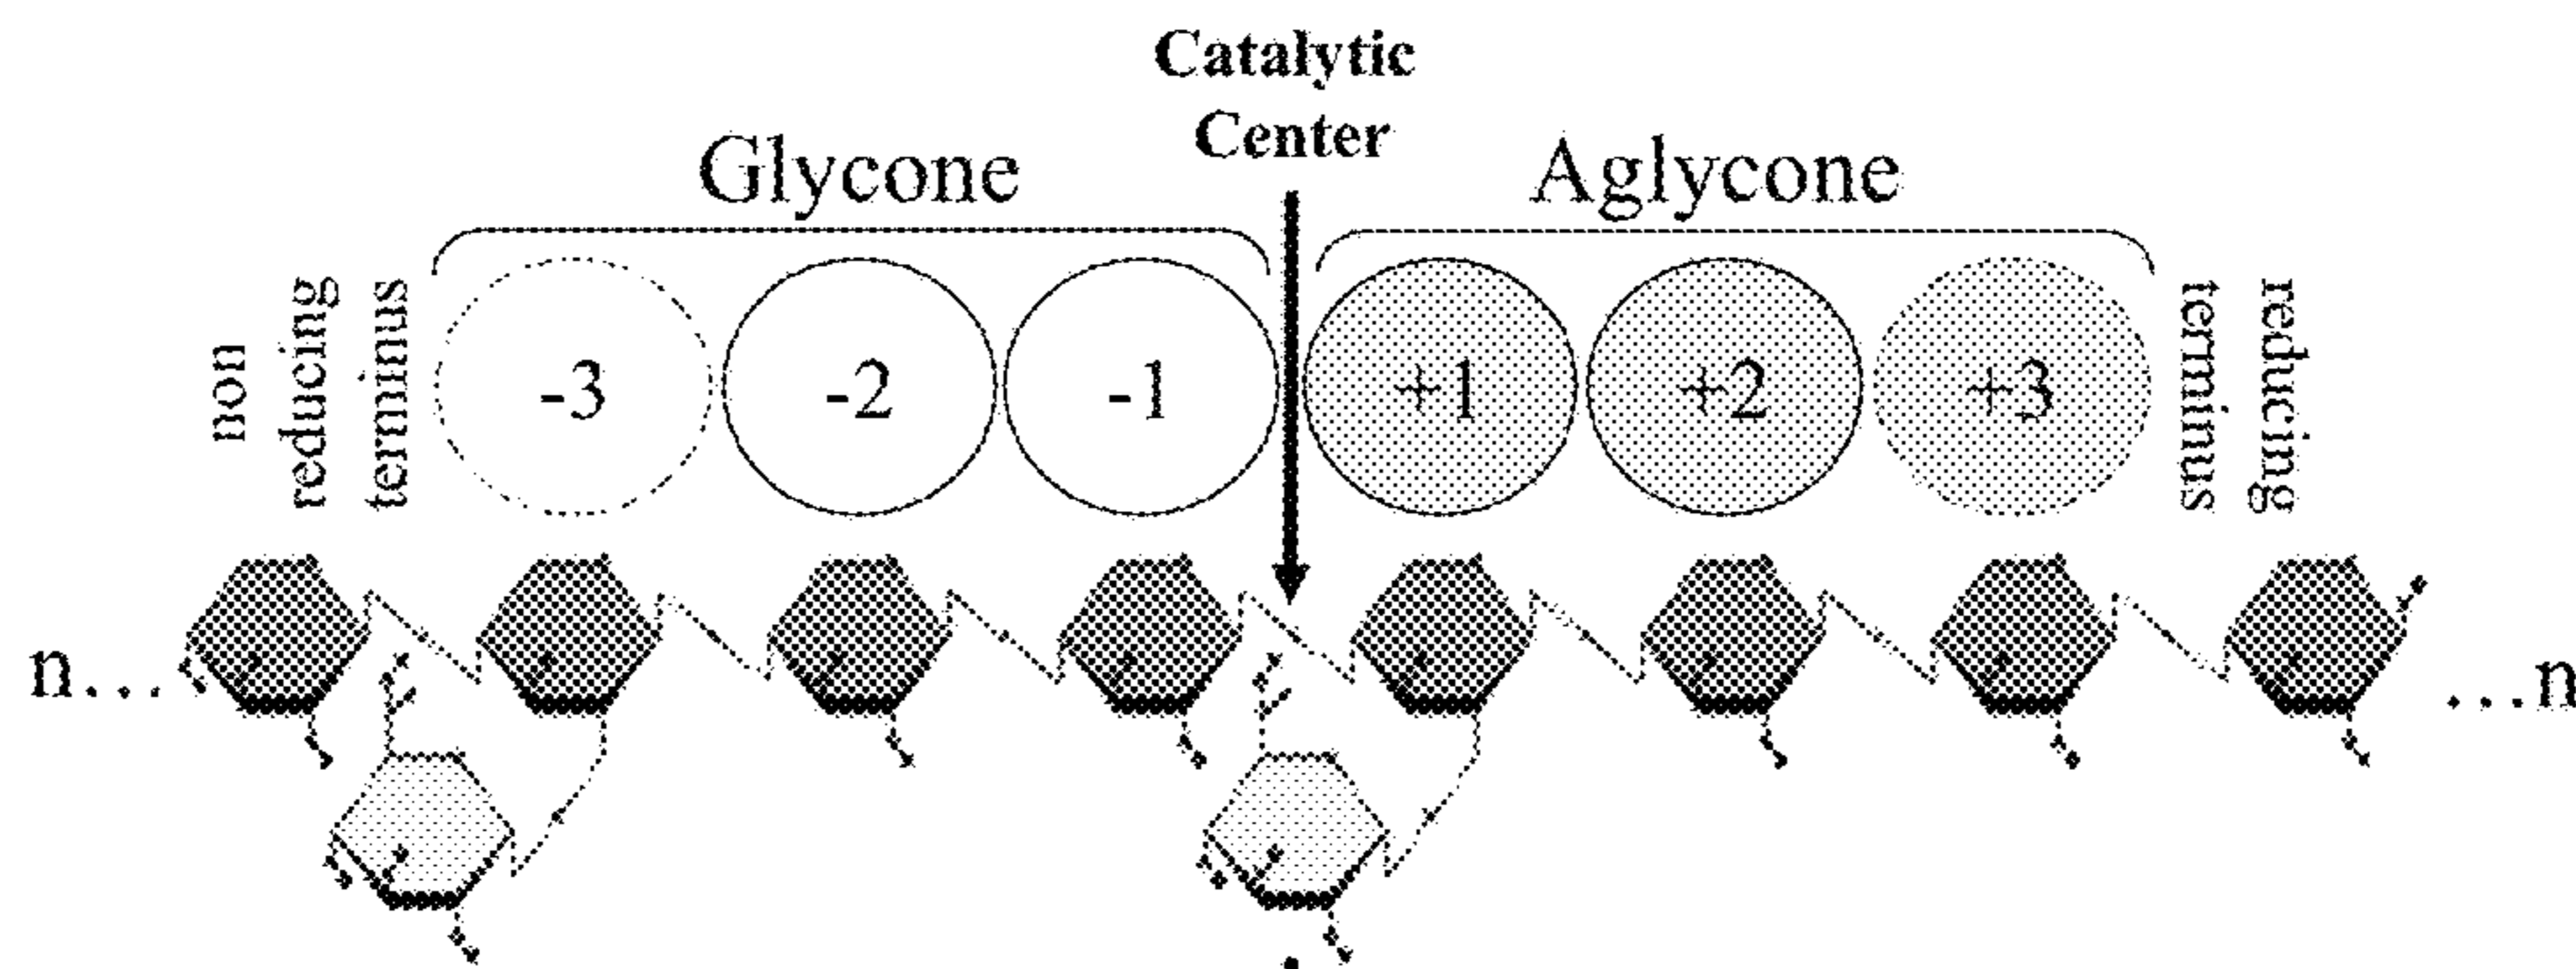 Catalytic
Center
Glycone
Aglycone
non
reducing
terminus
-3
-2
-1
+1
+2
+3
reducing
terminus
n...
...n